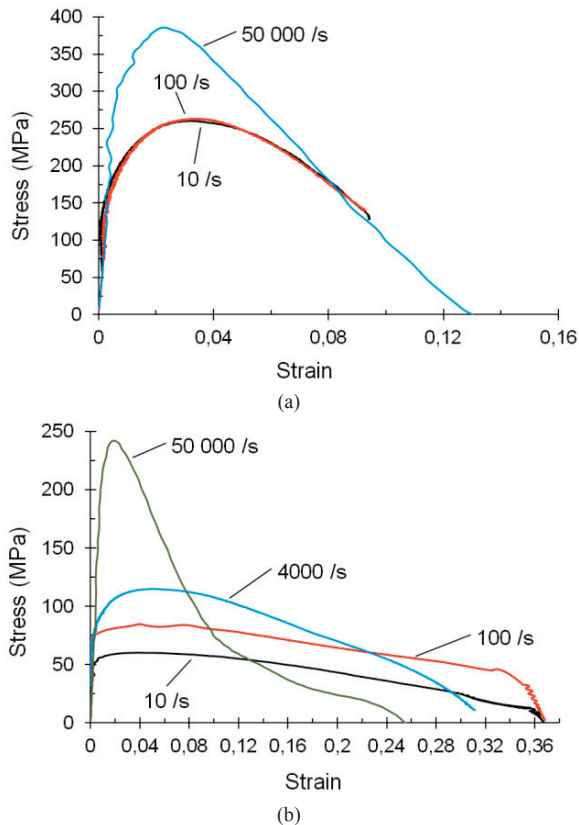 400
350
300
250
200
150
100
50
0
Stress (MPa)
50 000 /s
100 /s
10 /s
0 0,04 0,08 0,12 0,16
Strain
(a)
250
200
150
100
50
0
Stress (MPa)
50 000 /s
4000 /s
100 /s
10 /s
0 0,04 0,08 0,12 0,16 0,2 0,24 0,28 0,32 0,36
Strain
(b)